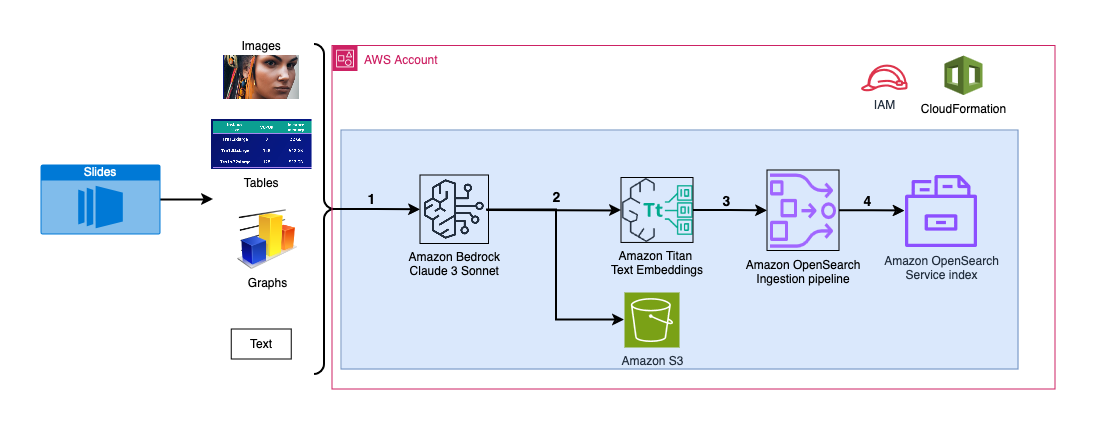 Images
AWS Account
IAM
CloudFormation
Slides
Tables
Graphs
Text
1
Amazon Bedrock
Claude 3 Sonnet
2
Tt
Amazon Titan
Text Embeddings
3
Amazon OpenSearch
Ingestion pipeline
4
Amazon OpenSearch
Service index
Amazon S3